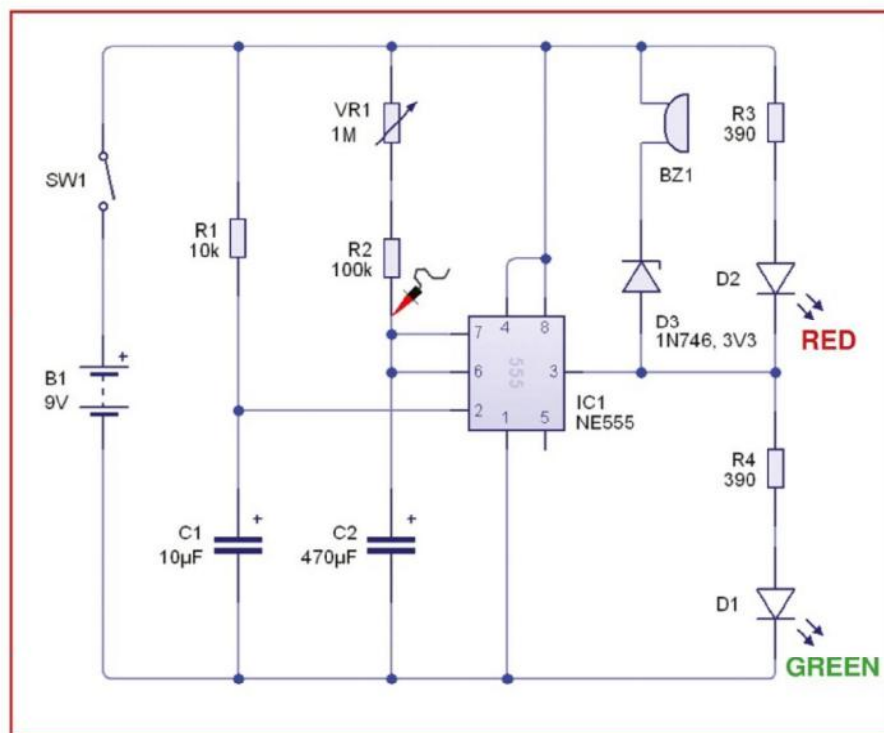 VR1
1M
R3
390
SW1
BZ1
R1
10k
R2
100k
D2
RED
4 8
7
6
2
555
3
1 5
D3
1N746, 3V3
IC1
NE555
+
B1
9V
R4
390
C1
10µF
+
C2
470µF
+
D1
GREEN